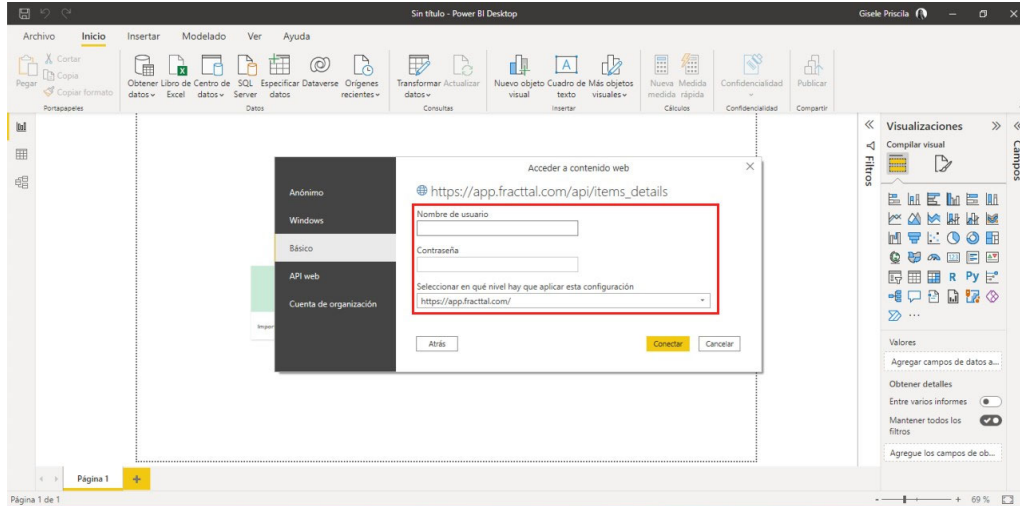 Sin título - Power BI Desktop
Gisele Priscila
Archivo Inicio Insertar Modelado Ver Ayuda
Pegar
Cortar
Copia
Copiar formato
Portapapeles
Obtener datos
Libro de Excel
Centro de datos
SQL Server
Especificar datos
Dataverse
Orígenes recientes
Datos
Transformar datos
Actualizar
Consultas
Nuevo objeto visual
Cuadro de texto
Más objetos visuales
Insertar
Nueva medida
Medida rápida
Cálculos
Confidencialidad
Confidencialidad
Publicar
Compartir
Acceder a contenido web
Anónimo
Windows
Básico
API web
Cuenta de organización
https://app.fracttal.com/api/items_details
Nombre de usuario
Contraseña
Seleccionar en qué nivel hay que aplicar esta configuración
https://app.fracttal.com/
Atrás
Conectar
Cancelar
Impor
Filtros
Visualizaciones
Compilar visual
R Py
Valores
Agregar campos de datos a...
Obtener detalles
Entre varios informes
Mantener todos los
filtros
Agregue los campos de ob...
Campos
Página 1
Página 1 de 1
69 %